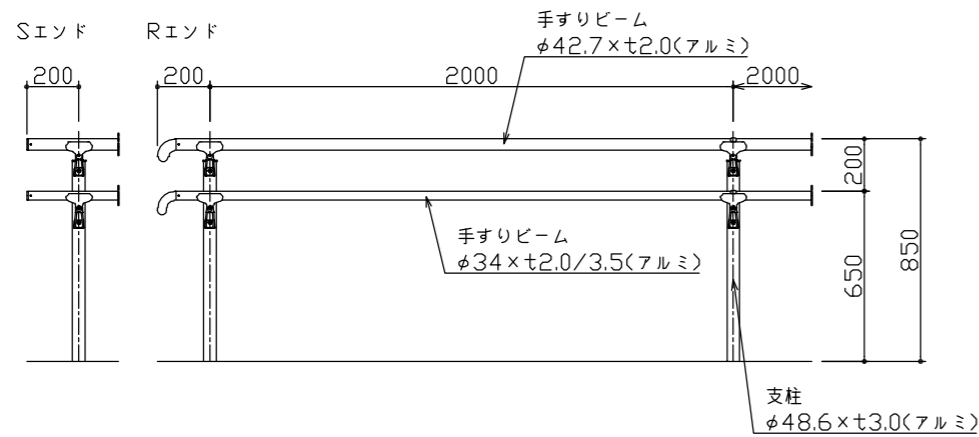 Sエンド
Rエンド
手すりビーム
φ42.7×t2.0(アルミ)
200
200
2000
2000
200
手すりビーム
φ34×t2.0/3.5(アルミ)
650
850
支柱
φ48.6×t3.0(アルミ)